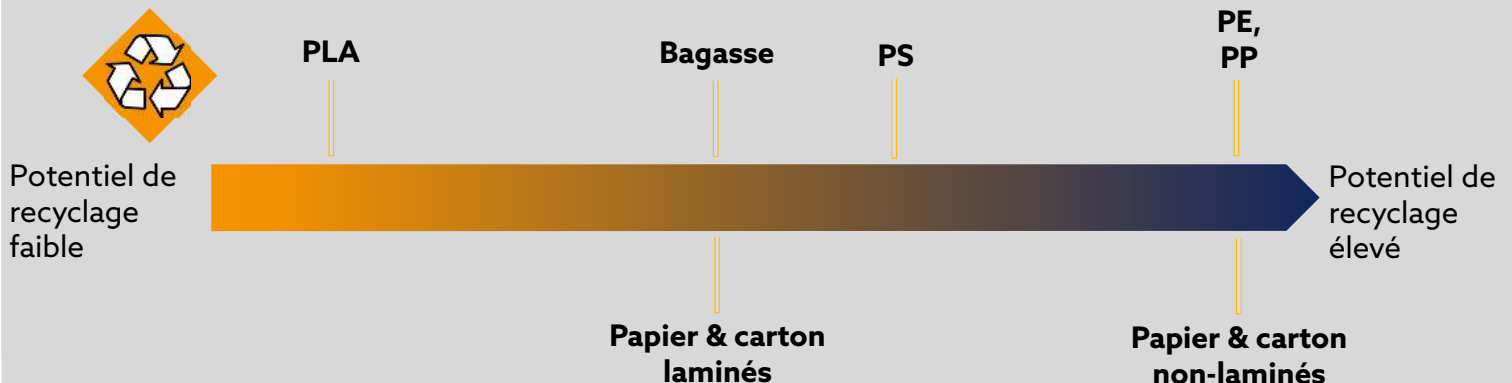 PLA
Bagasse
PS
PE,
PP
Potentiel de
recyclage
faible
Potentiel de
recyclage
élevé
Papier & carton
laminés
Papier & carton
non-laminés